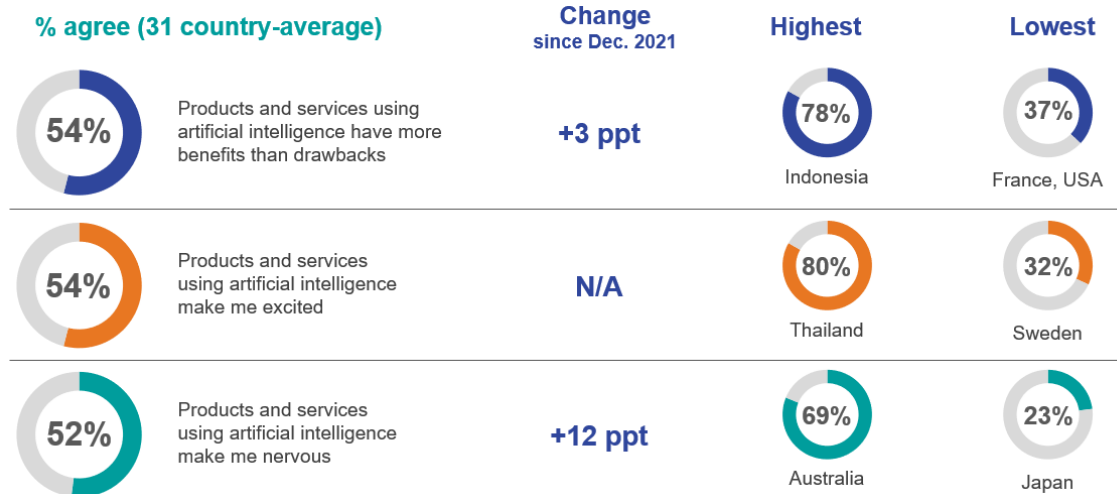 % agree (31 country-average)
Change
since Dec. 2021
Highest
Lowest
54%
Products and services using
artificial intelligence have more
benefits than drawbacks
+3 ppt
78%
Indonesia
37%
France, USA
54%
Products and services
using artificial intelligence
make me excited
N/A
80%
Thailand
32%
Sweden
52%
Products and services
using artificial intelligence
make me nervous
+12 ppt
69%
Australia
23%
Japan